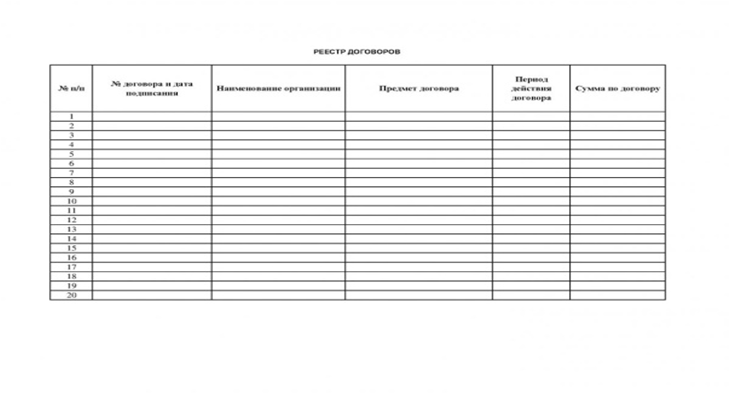 РЕЕСТР ДОГОВОРОВ
№ п/п
№ договора и дата
подписания
Наименование организации
Предмет договора
Период
действия
договора
Сумма по договору
1
2
3
4
5
6
7
8
9
10
11
12
13
14
15
16
17
18
19
20